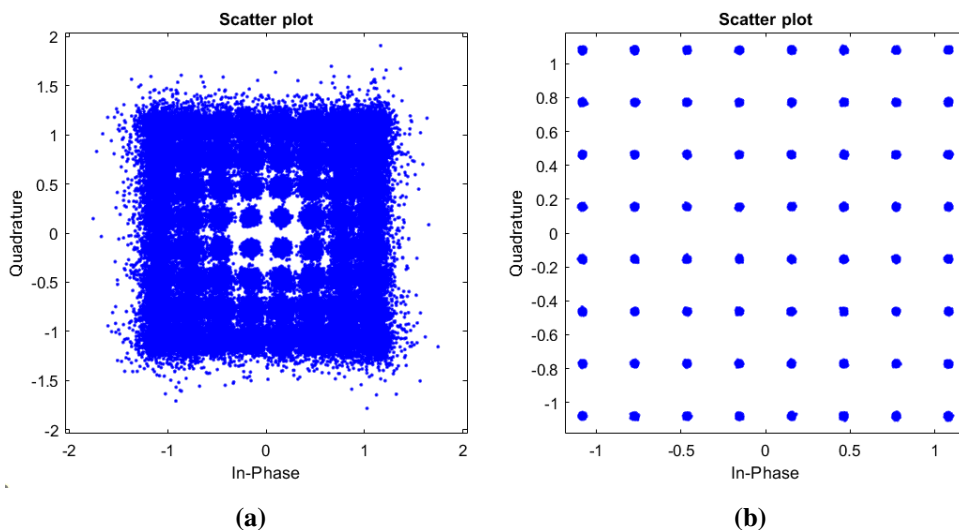 Scatter plot
2
1.5
1
0.5
0
-0.5
-1
-1.5
-2
Quadrature
-2 -1 0 1 2
In-Phase
(a)
Scatter plot
1
0.8
0.6
0.4
0.2
0
-0.2
-0.4
-0.6
-0.8
-1
Quadrature
-1 -0.5 0 0.5 1
In-Phase
(b)